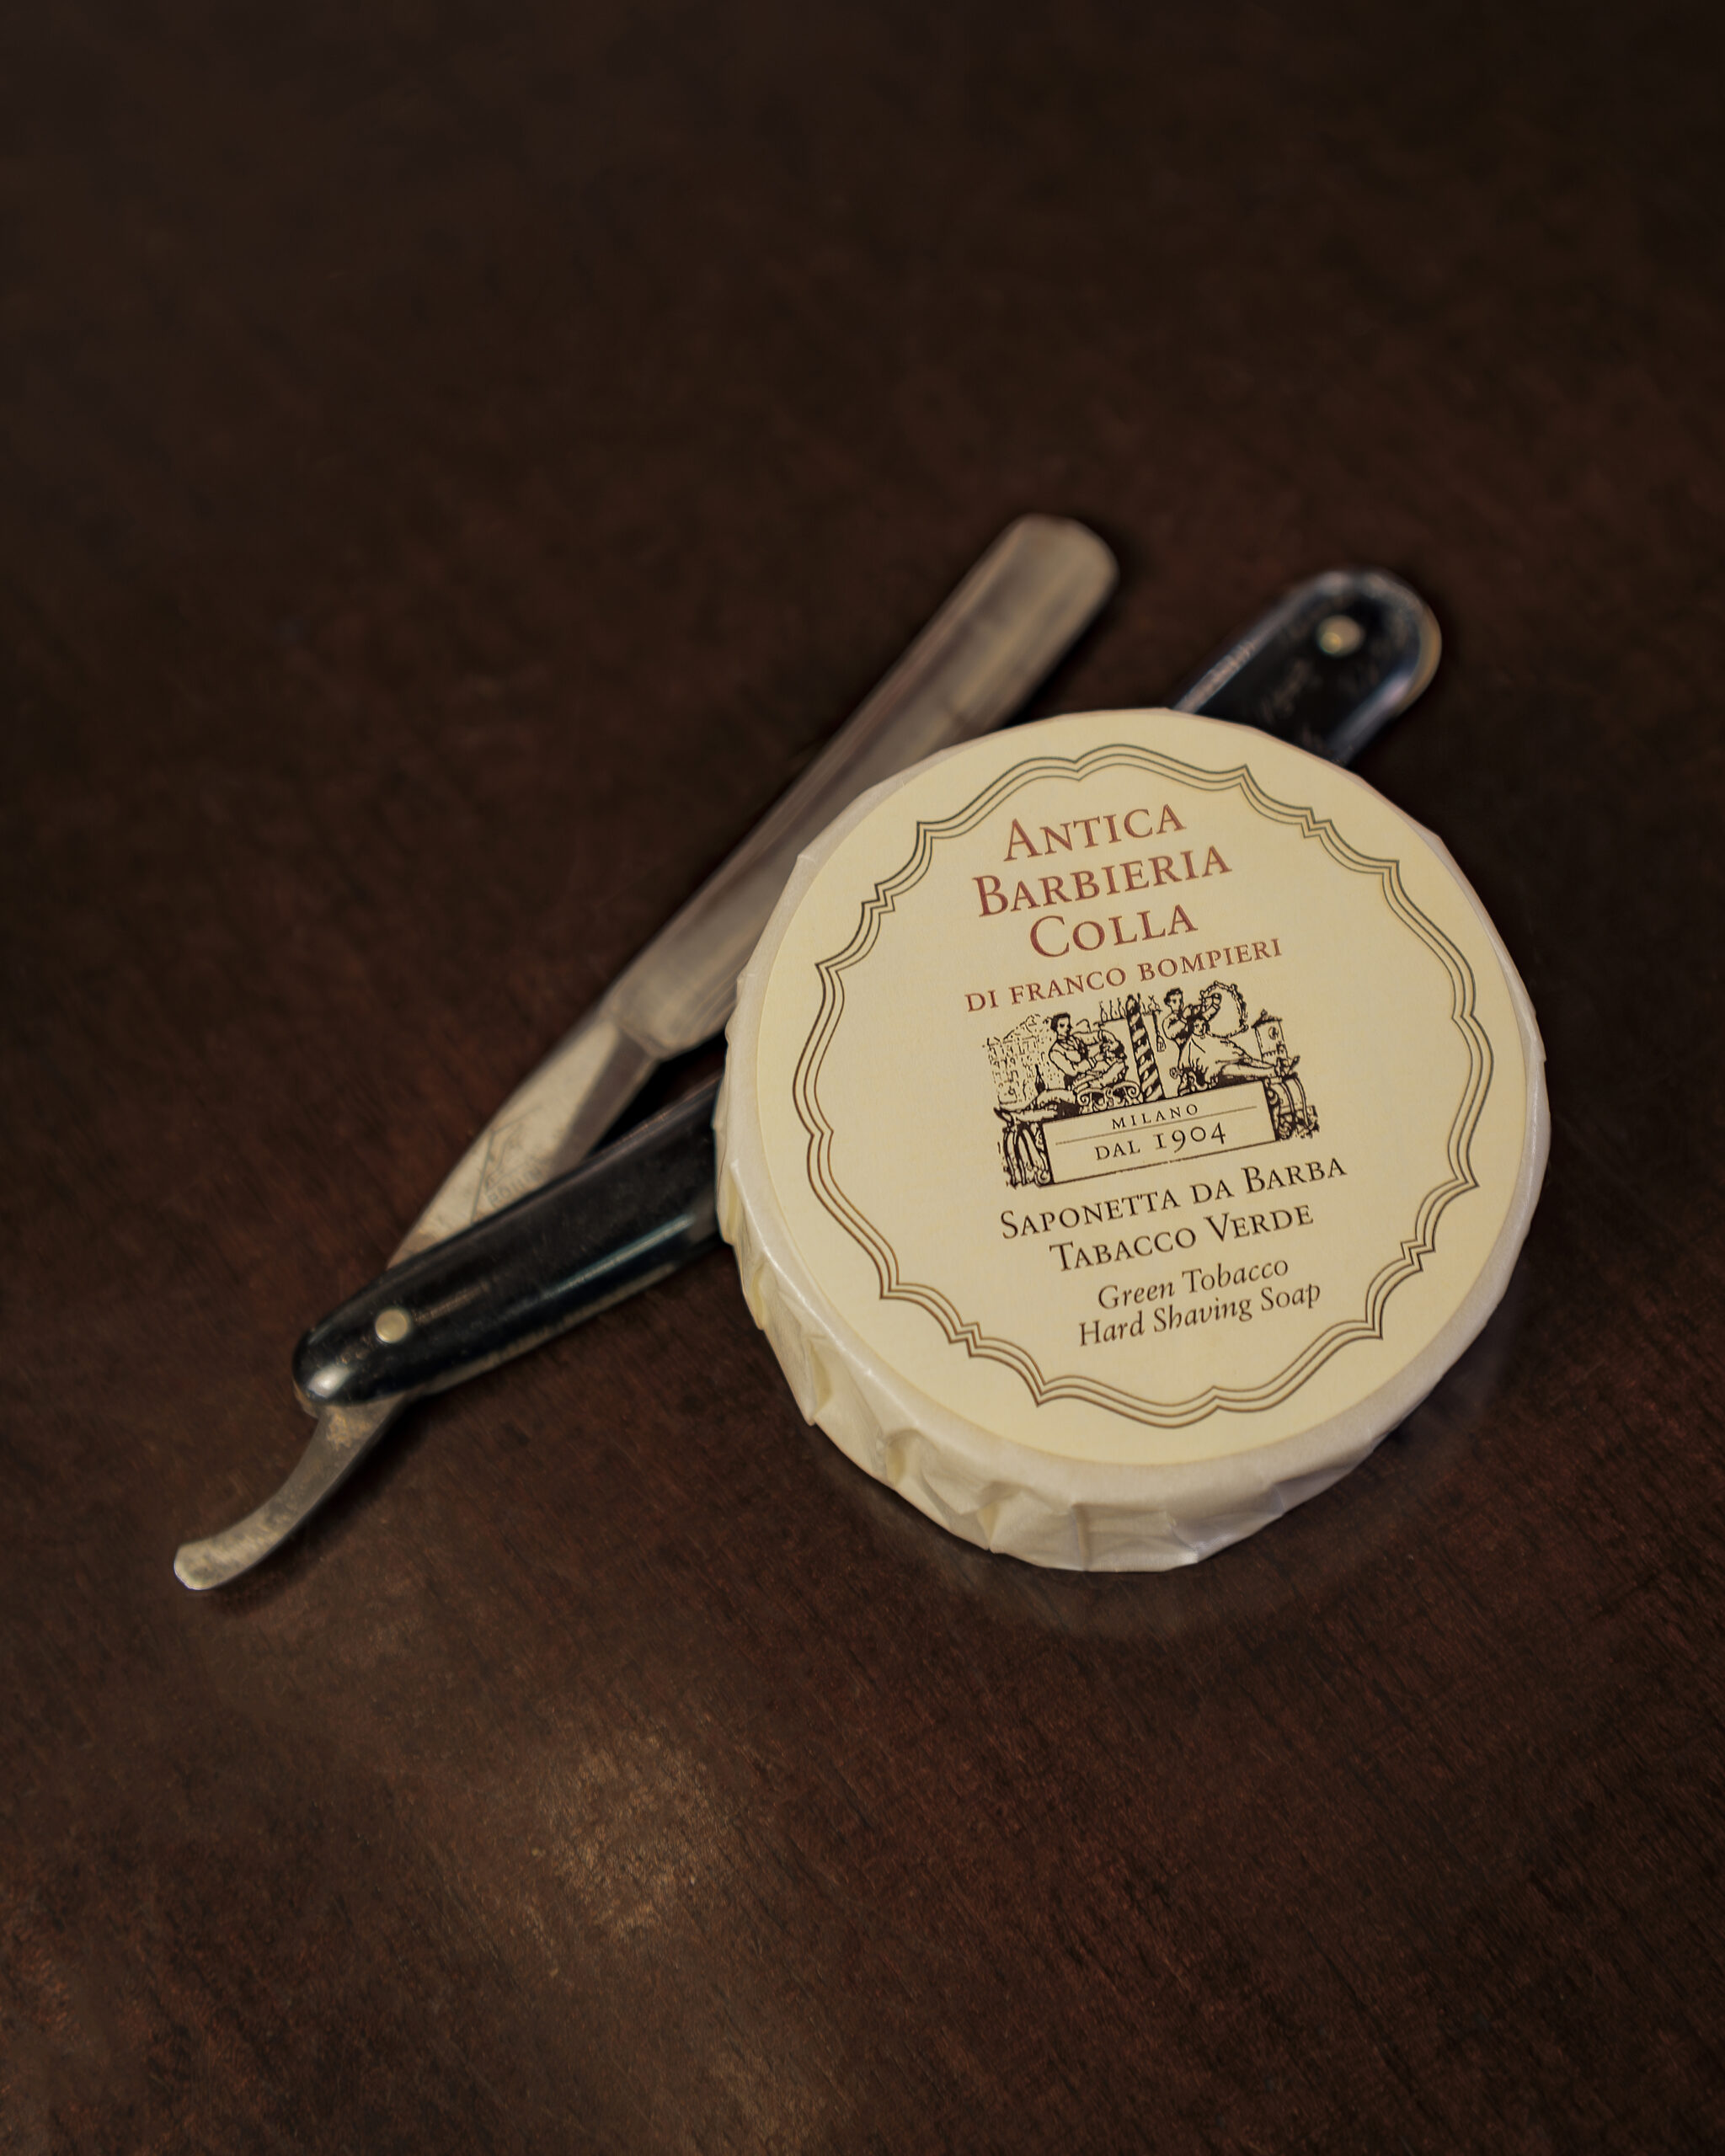 ANTICA
BARBIERIA
COLLA
DI FRANCO BOMPIERI
MILANO
DAL 1904
SAPONETTA DA BARBA
TABACCO VERDE
Green Tobacco
Hard Shaving Soap